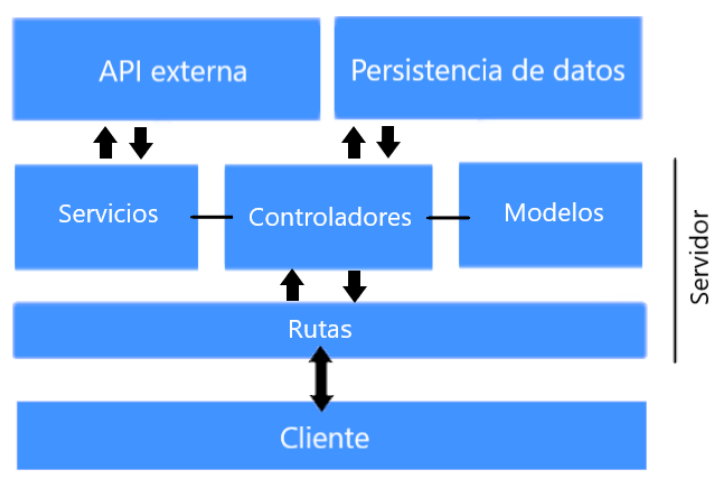 API externa
Persistencia de datos
Servicios
Controladores
Modelos
Servidor
Rutas
Cliente